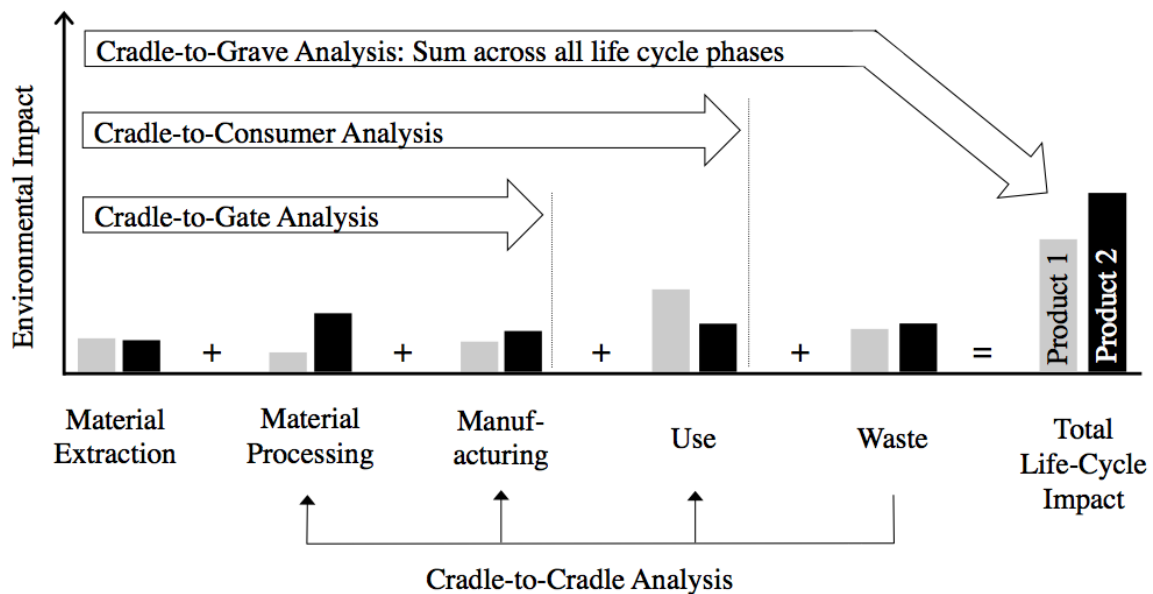 Environmental Impact
Cradle-to-Grave Analysis: Sum across all life cycle phases
Cradle-to-Consumer Analysis
Cradle-to-Gate Analysis
Product 1
Product 2
+
+
+
+
=
Material
Extraction
Material
Processing
Manuf-
acturing
Use
Waste
Total
Life-Cycle
Impact
Cradle-to-Cradle Analysis